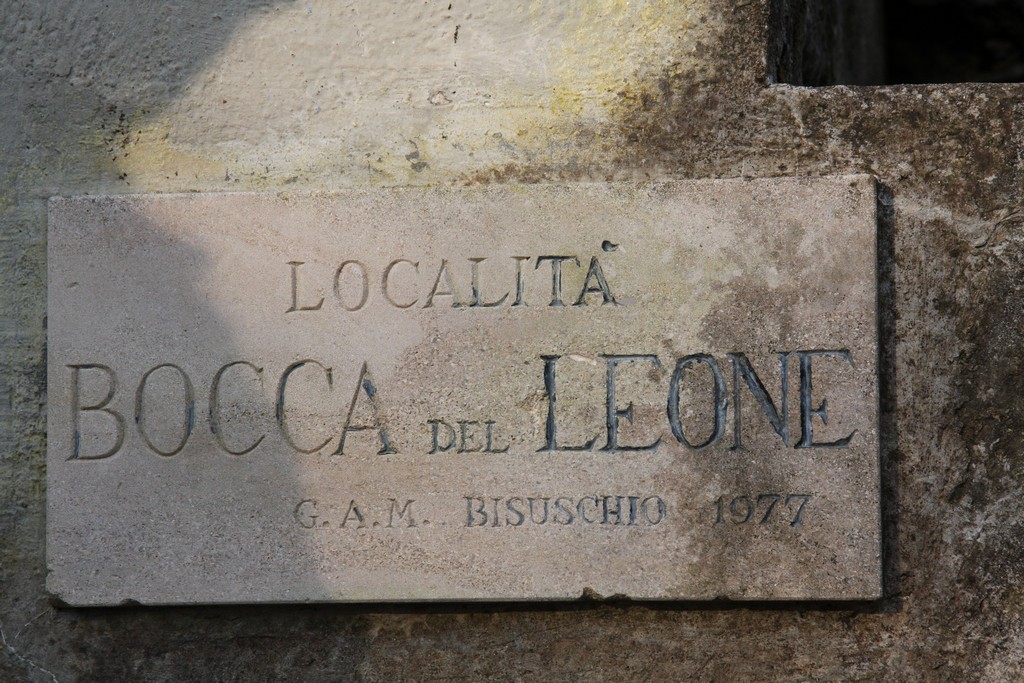 LOCALITÀ
BOCCA DEL LEONE
G.A.M. BISUSCHIO 1977